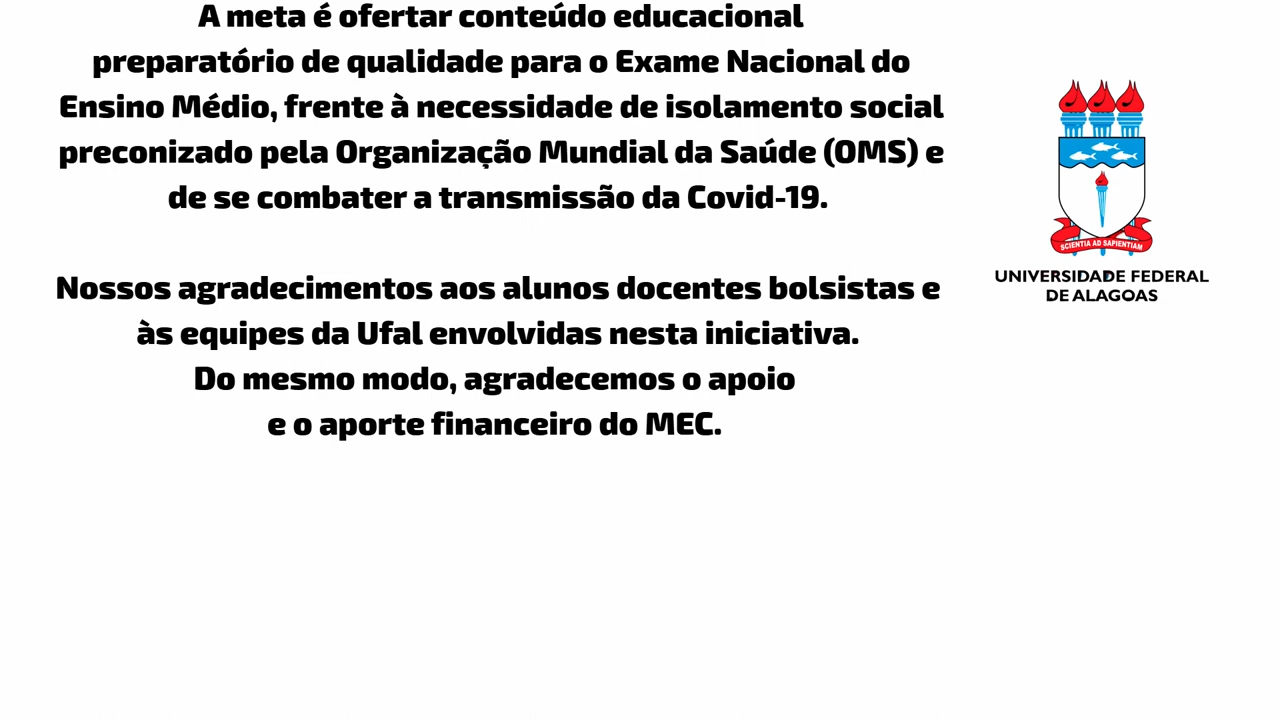 A meta é ofertar conteúdo educacional
preparatório de qualidade para o Exame Nacional do
Ensino Médio, frente à necessidade de isolamento social
preconizado pela Organização Mundial da Saúde (OMS) e
de se combater a transmissão da Covid-19.
Nossos agradecimentos aos alunos docentes bolsistas e
às equipes da Ufal envolvidas nesta iniciativa.
Do mesmo modo, agradecemos o apoio
e o aporte financeiro do MEC.
SCIENTIA AD SAPIENTIAM
UNIVERSIDADE FEDERAL
DE ALAGOAS